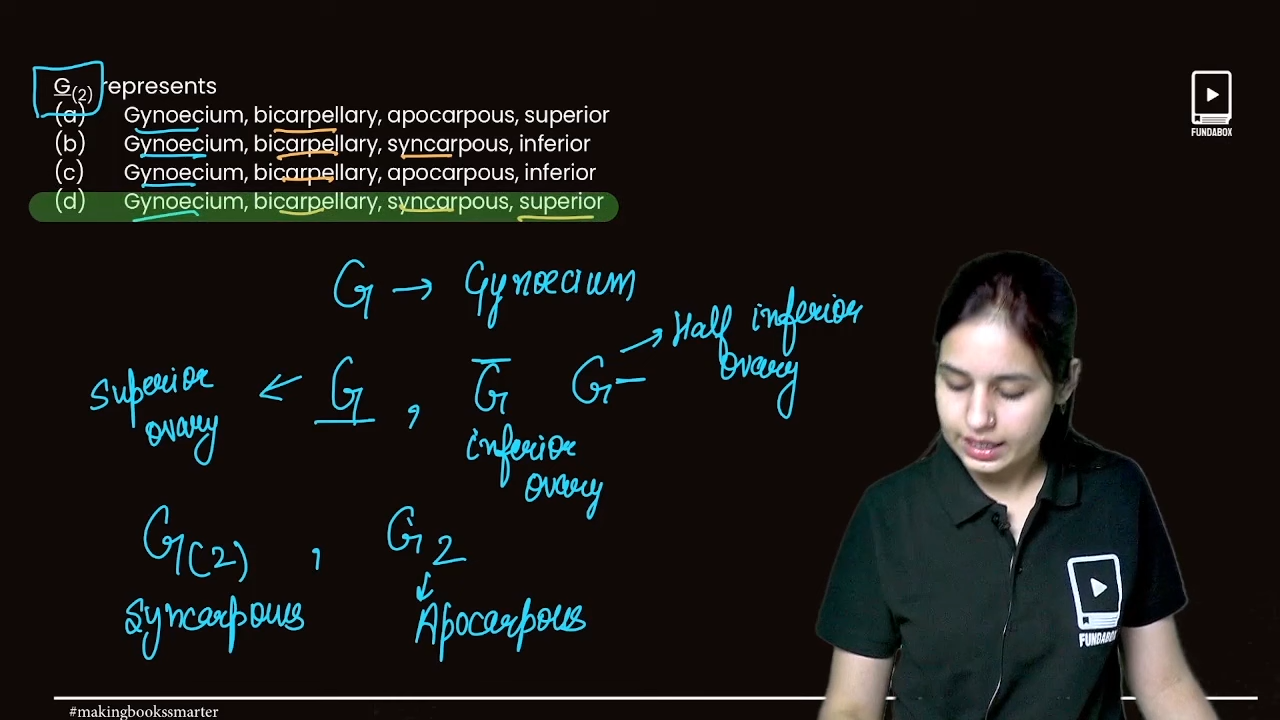 G(2) represents
(a) Gynoecium, bicarpellary, apocarpous, superior
(b) Gynoecium, bicarpellary, syncarpous, inferior
(c) Gynoecium, bicarpellary, apocarpous, inferior
(d) Gynoecium, bicarpellary, syncarpous, superior
FUNDABOX
G → Gynoecium
Half inferior
ovary
Superior
ovary
G , G G-
inferior
ovary
G(2) , G2
Syncarpous
Apocarpous
FUNDABOX
#makingbookssmarter